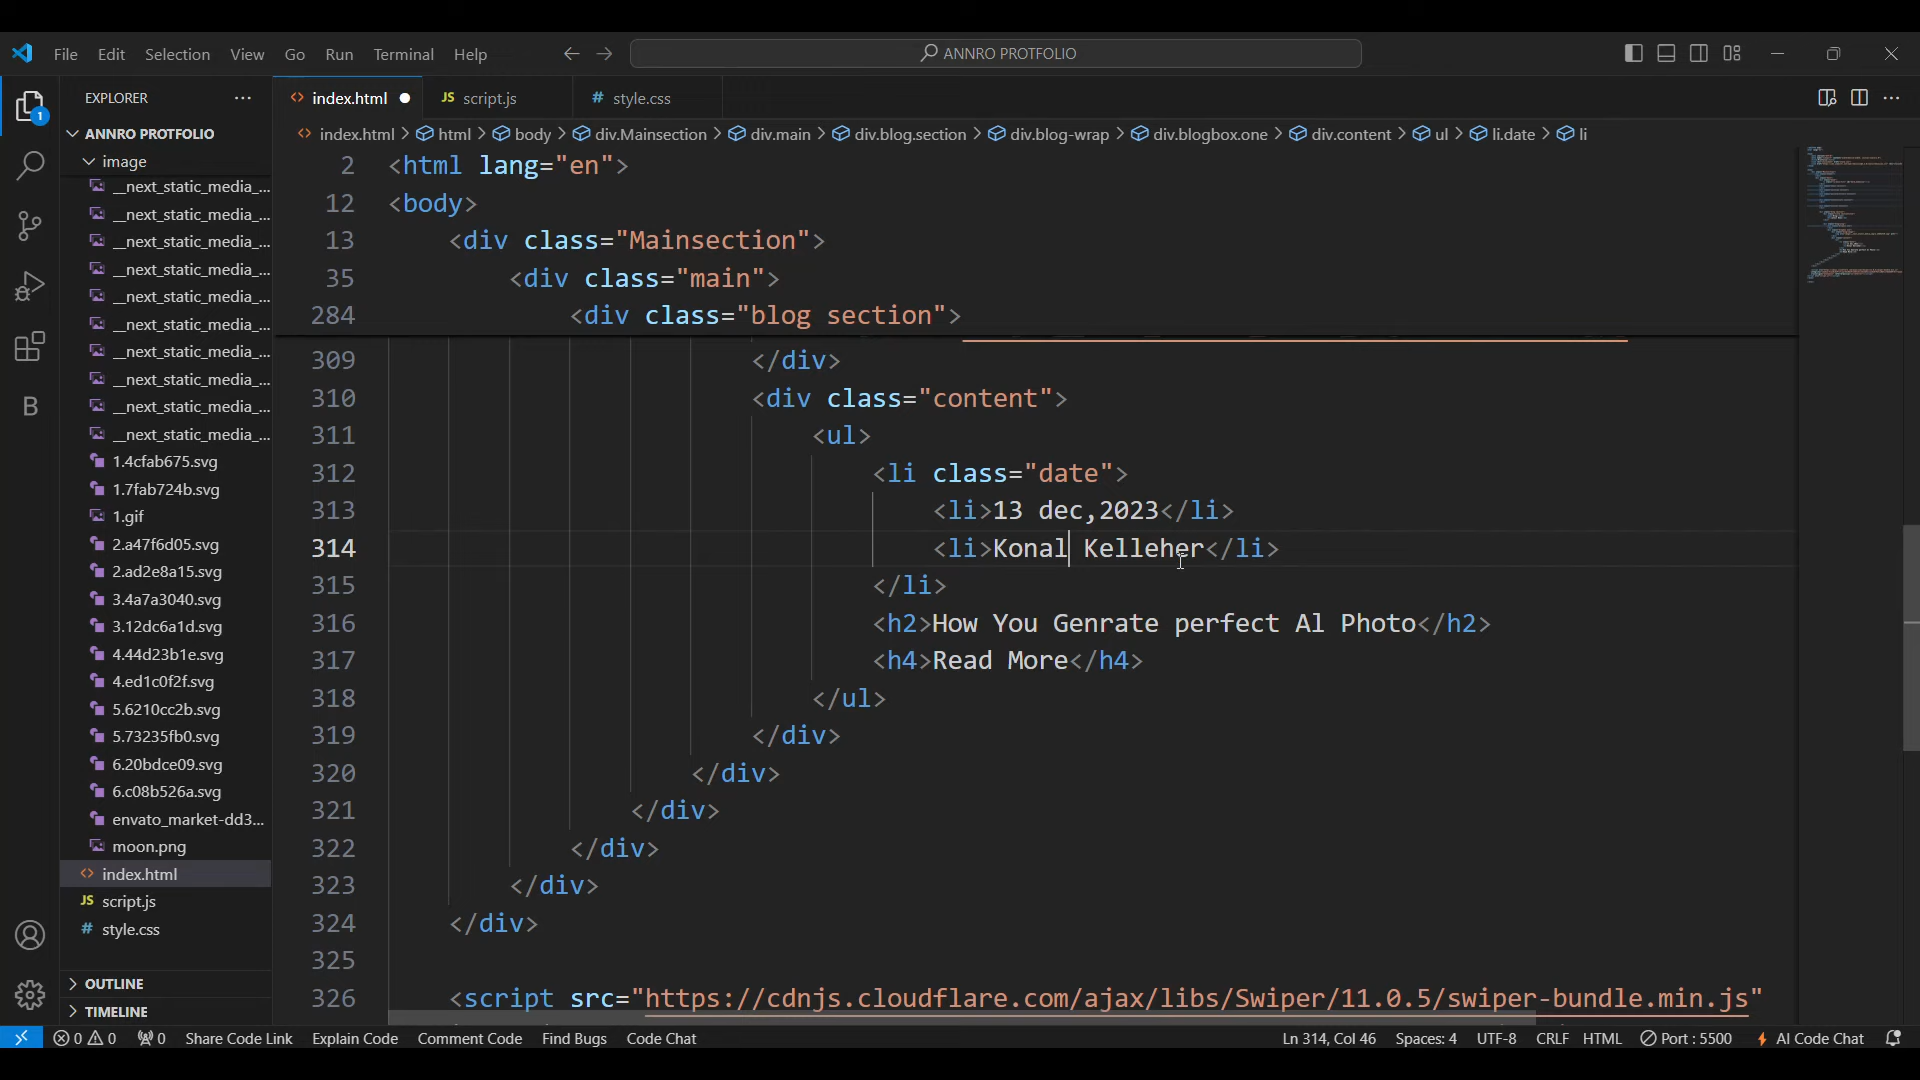 File Edit Selection View Go Run Terminal Help
ANNRO PROTFOLIO
EXPLORER
index.html
JS script.js
# style.css
1
ANNRO PROTFOLIO
index.html > html > body > div.Mainsection > div.main > div.blog.section > div.blog-wrap > div.blogbox.one > div.content > ul > li.date > li
image
__next_static_media_...
__next_static_media_...
__next_static_media_...
__next_static_media_...
__next_static_media_...
__next_static_media_...
__next_static_media_...
__next_static_media_...
__next_static_media_...
__next_static_media_...
1.4cfab675.svg
1.7fab724b.svg
1.gif
2.a47f6d05.svg
2.ad2e8a15.svg
3.4a7a3040.svg
3.12dc6a1d.svg
4.44d23b1e.svg
4.ed1c0f2f.svg
5.6210cc2b.svg
5.73235fb0.svg
6.20bdce09.svg
6.c08b526a.svg
envato_market-dd3...
moon.png
index.html
JS script.js
# style.css
OUTLINE
TIMELINE
B
2 <html lang="en">
12 <body>
13 <div class="Mainsection">
35 <div class="main">
284 <div class="blog section">
309 </div>
310 <div class="content">
311 <ul>
312 <li class="date">
313 <li>13 dec,2023</li>
314 <li>Konal Kelleher</li>
315 </li>
316 <h2>How You Genrate perfect Al Photo</h2>
317 <h4>Read More</h4>
318 </ul>
319 </div>
320 </div>
321 </div>
322 </div>
323 </div>
324 </div>
325
326 <script src="https://cdnjs.cloudflare.com/ajax/libs/Swiper/11.0.5/swiper-bundle.min.js"
0 0 0 Share Code Link Explain Code Comment Code Find Bugs Code Chat Ln 314, Col 46 Spaces: 4 UTF-8 CRLF HTML Port : 5500 AI Code Chat